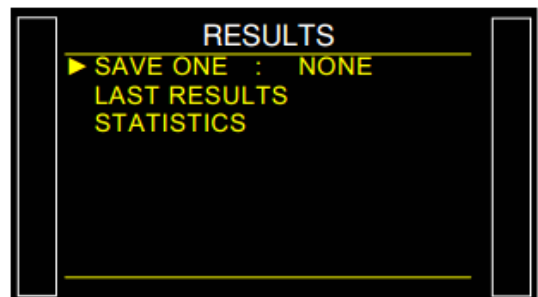 RESULTS
► SAVE ONE : NONE
LAST RESULTS
STATISTICS